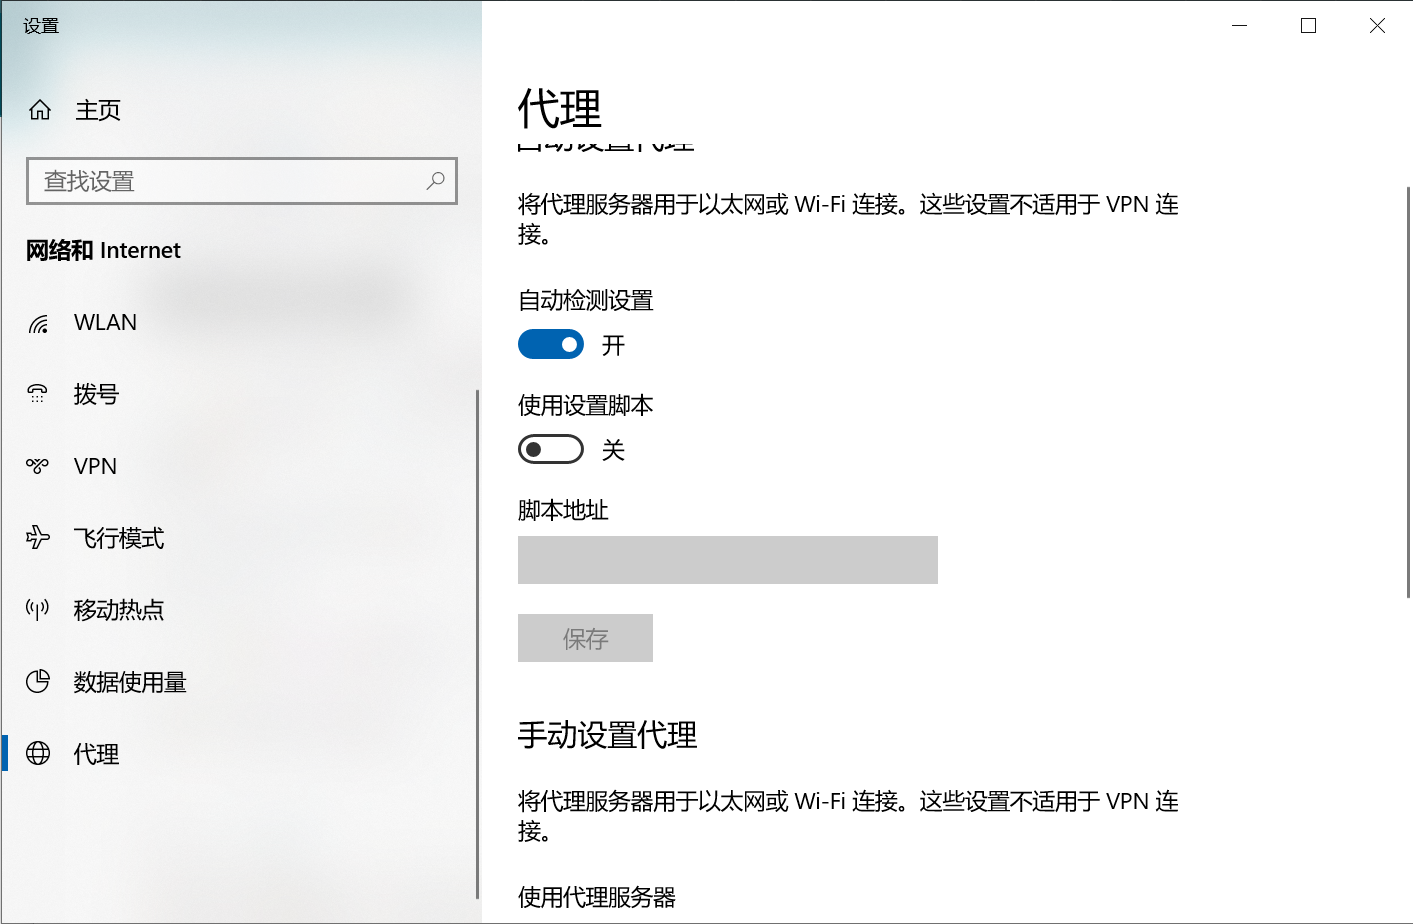 设置
主页
查找设置
网络和 Internet
WLAN
拨号
VPN
飞行模式
移动热点
数据使用量
代理
代理
自动设置代理
将代理服务器用于以太网或 Wi-Fi 连接。这些设置不适用于 VPN 连
接。
自动检测设置
开
使用设置脚本
关
脚本地址
保存
手动设置代理
将代理服务器用于以太网或 Wi-Fi 连接。这些设置不适用于 VPN 连
接。
使用代理服务器